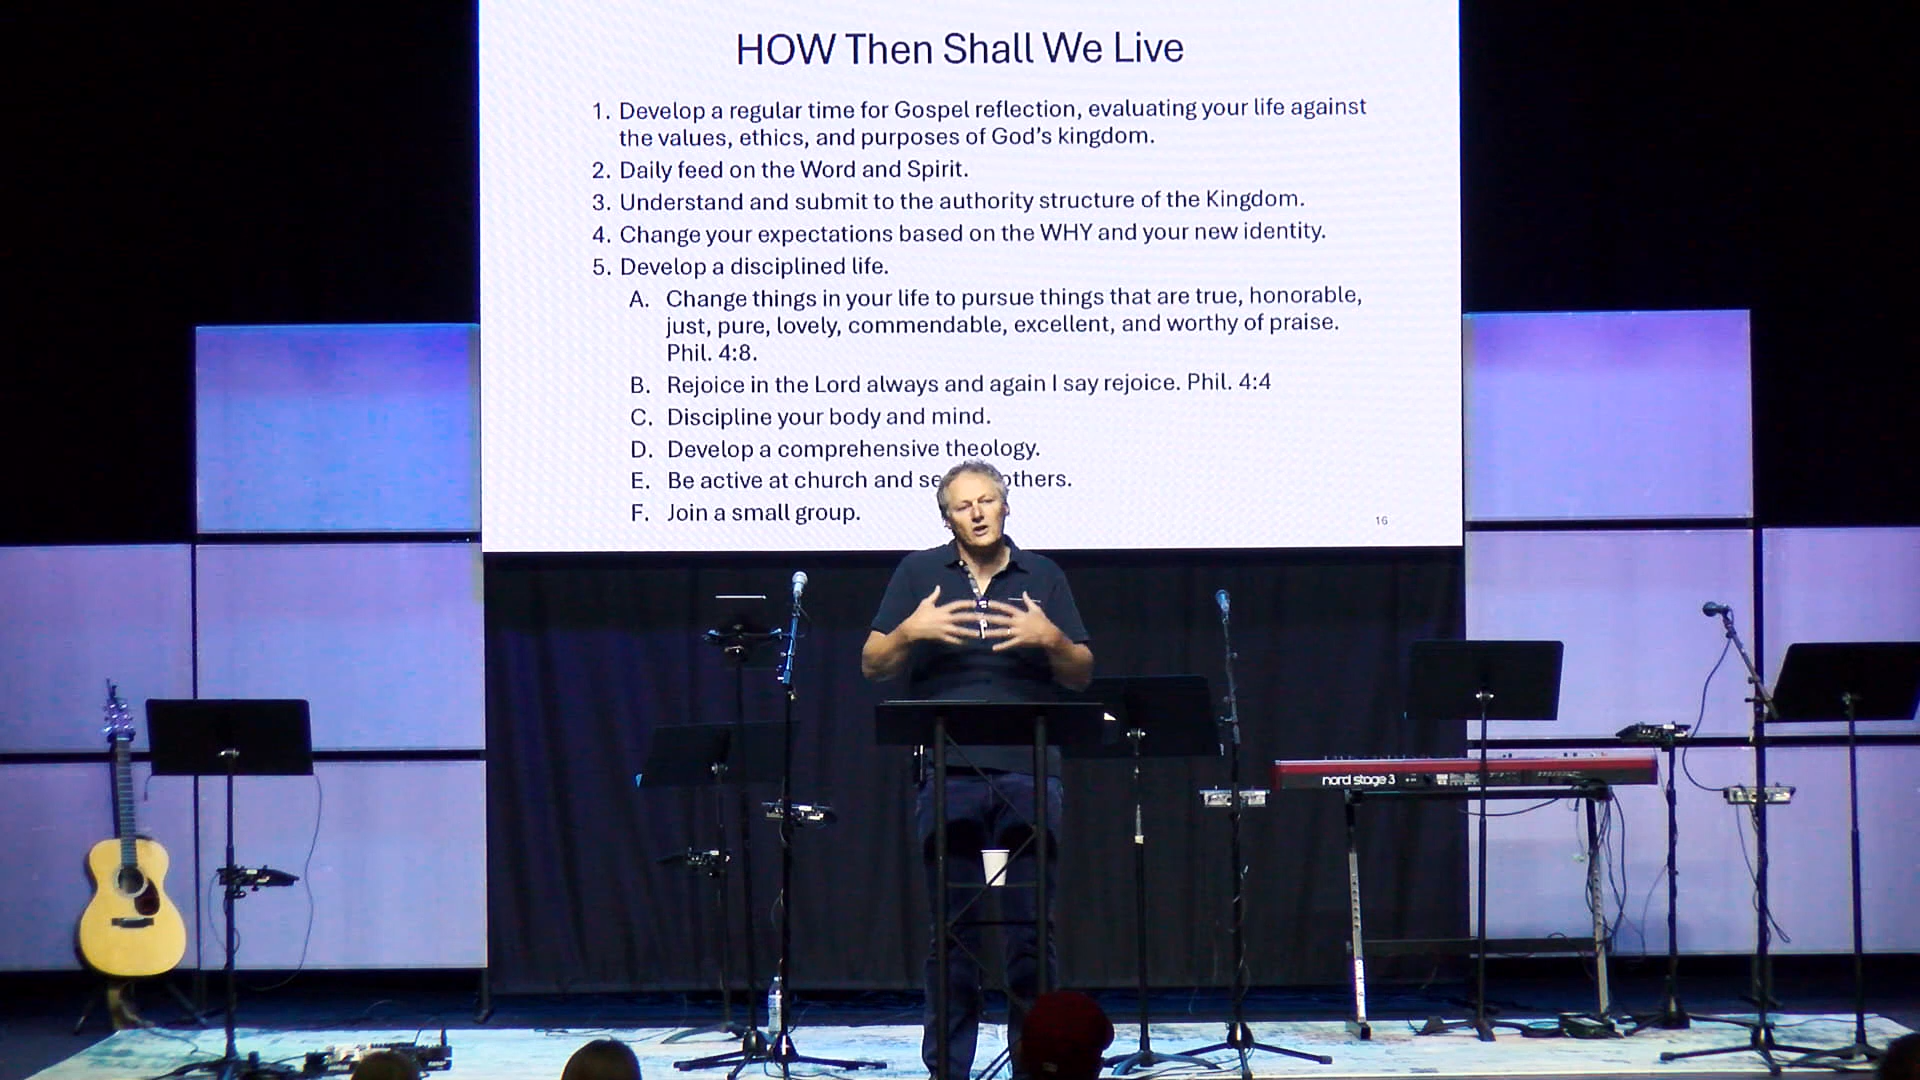 HOW Then Shall We Live
1. Develop a regular time for Gospel reflection, evaluating your life against
the values, ethics, and purposes of God's kingdom.
2. Daily feed on the Word and Spirit.
3. Understand and submit to the authority structure of the Kingdom.
4. Change your expectations based on the WHY and your new identity.
5. Develop a disciplined life.
A. Change things in your life to pursue things that are true, honorable,
just, pure, lovely, commendable, excellent, and worthy of praise.
Phil. 4:8.
B. Rejoice in the Lord always and again I say rejoice. Phil. 4:4
C. Discipline your body and mind.
D. Develop a comprehensive theology.
E. Be active at church and others.
F. Join a small group.
16
nord stage 3